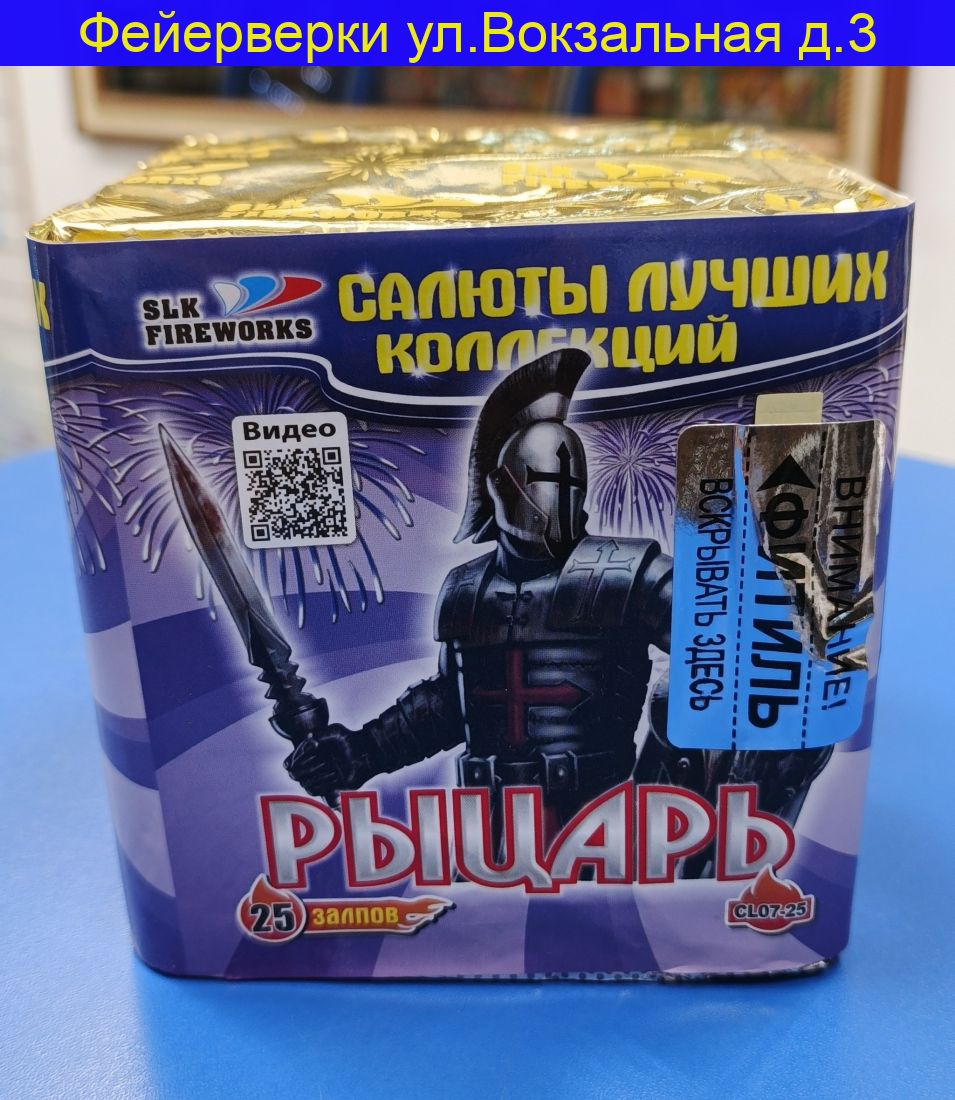 Фейерверки ул.Вокзальная д.3
SLK
FIREWORKS
САЛЮТЫ ЛУЧШИХ
КОЛЛЕКЦИЙ
Видео
ВНИМАНИЕ!
ФИТИЛЬ
ВСКРЫВАТЬ ЗДЕСЬ
РЫЦАРЬ
25 ЗАЛПОВ
CL07-25